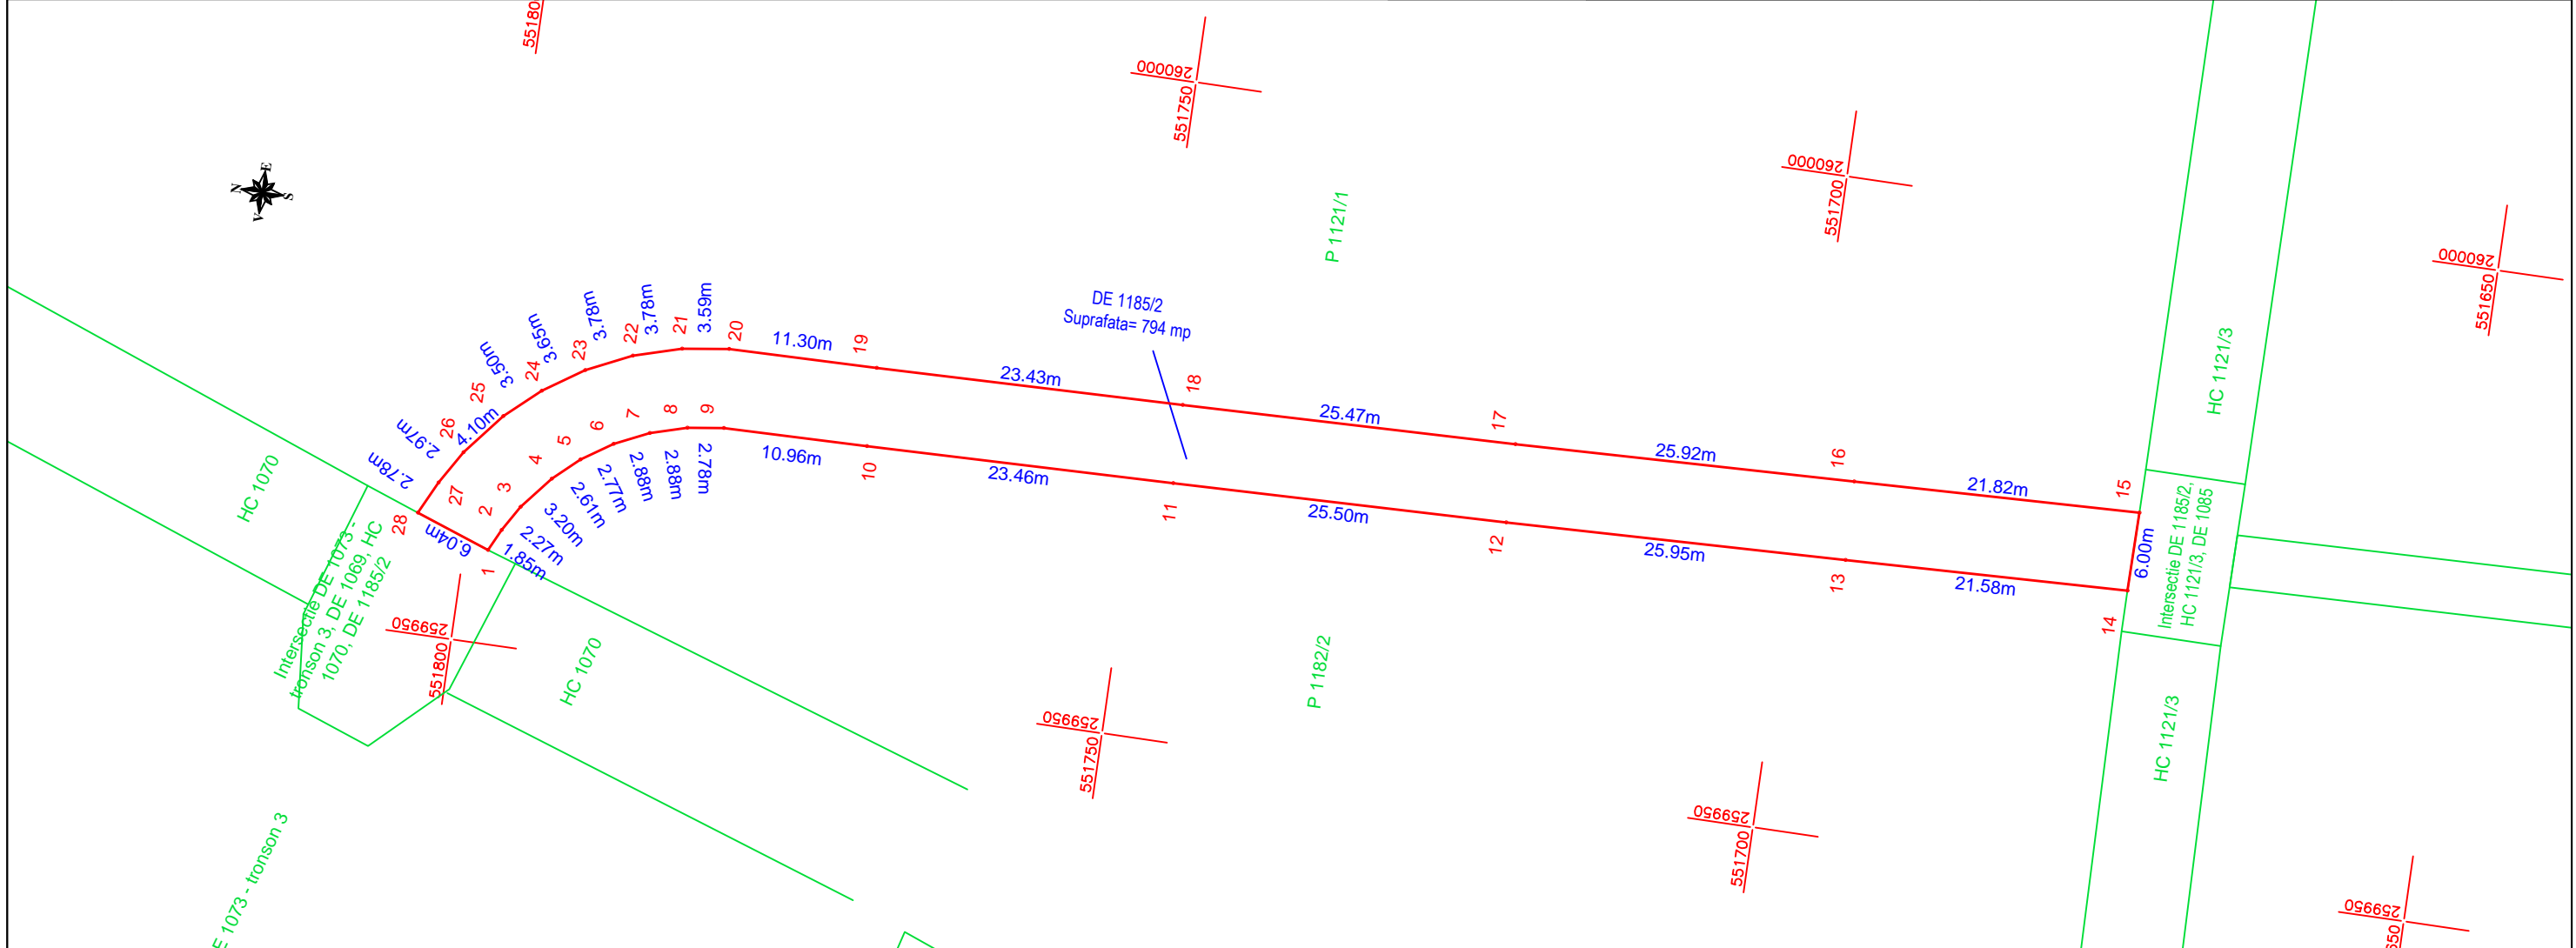 551800
260000
551750
260000
551700
260000
551650
N
E
S
V
P 1121/1
DE 1185/2
Suprafata= 794 mp
HC 1121/3
HC 1070
2.78m
2.97m
4.10m
3.50m
3.65m
3.78m
3.78m
3.59m
11.30m
23.43m
25.47m
25.92m
21.82m
28
27
26
25
24
23
22
21
20
19
18
17
16
15
6.04m
6.00m
1
2
3
4
5
6
7
8
9
10
11
12
13
14
1.85m
2.27m
3.20m
2.61m
2.77m
2.88m
2.88m
2.78m
10.96m
23.46m
25.50m
25.95m
21.58m
Intersectie DE 1185/2,
HC 1121/3, DE 1085
Intersectie DE 1073 -
tronson 3, DE 1069, HC
1070, DE 1185/2
259950
551800
HC 1070
P 1182/2
HC 1121/3
259950
551750
259950
551700
259950
E 1073 - tronson 3